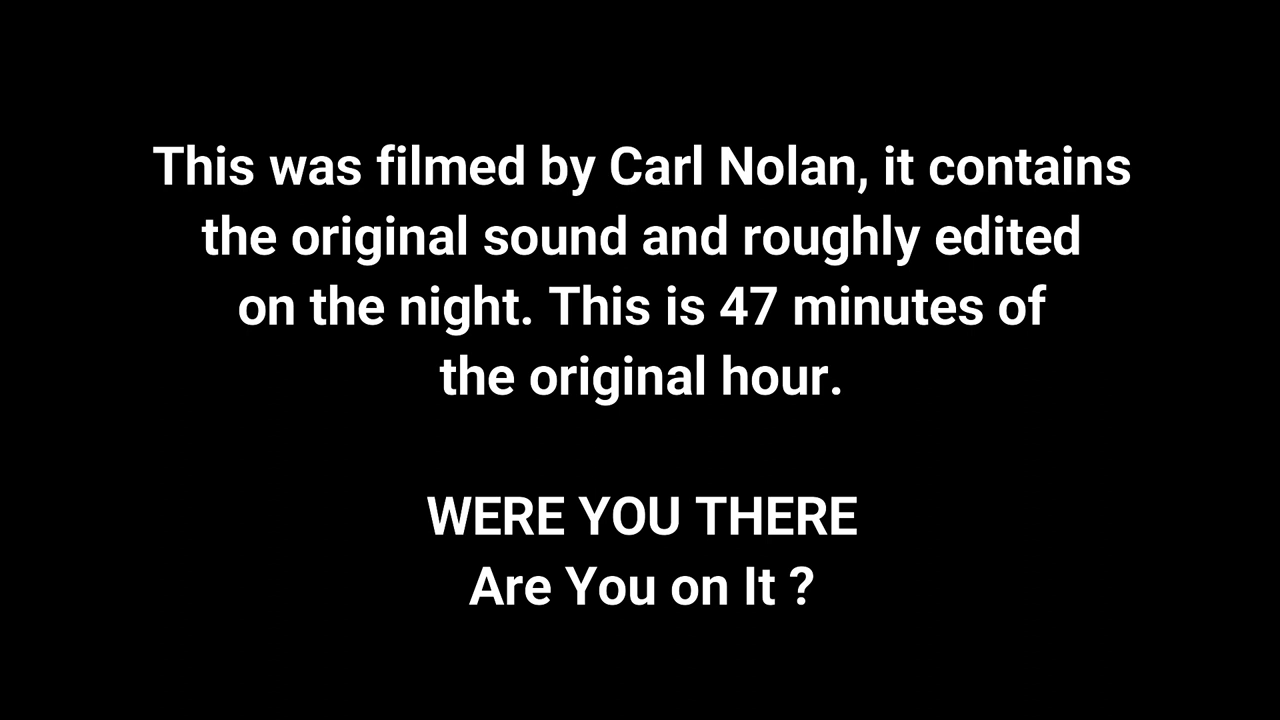 This was filmed by Carl Nolan, it contains
the original sound and roughly edited
on the night. This is 47 minutes of
the original hour.
WERE YOU THERE
Are You on It ?